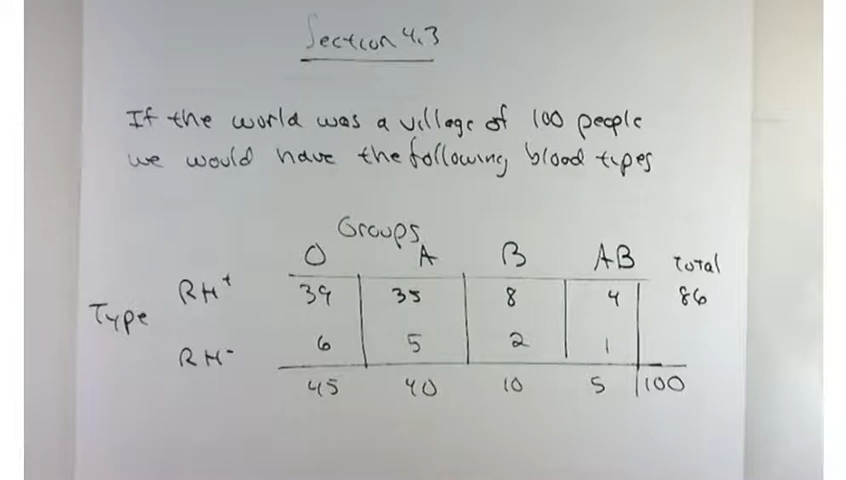 Section 4.3
If the world was a village of 100 people
we would have the following blood types
Groups
O A B AB Total
Type
RH+ 39 35 8 4 86
RH- 6 5 2 1
45 40 10 5 100